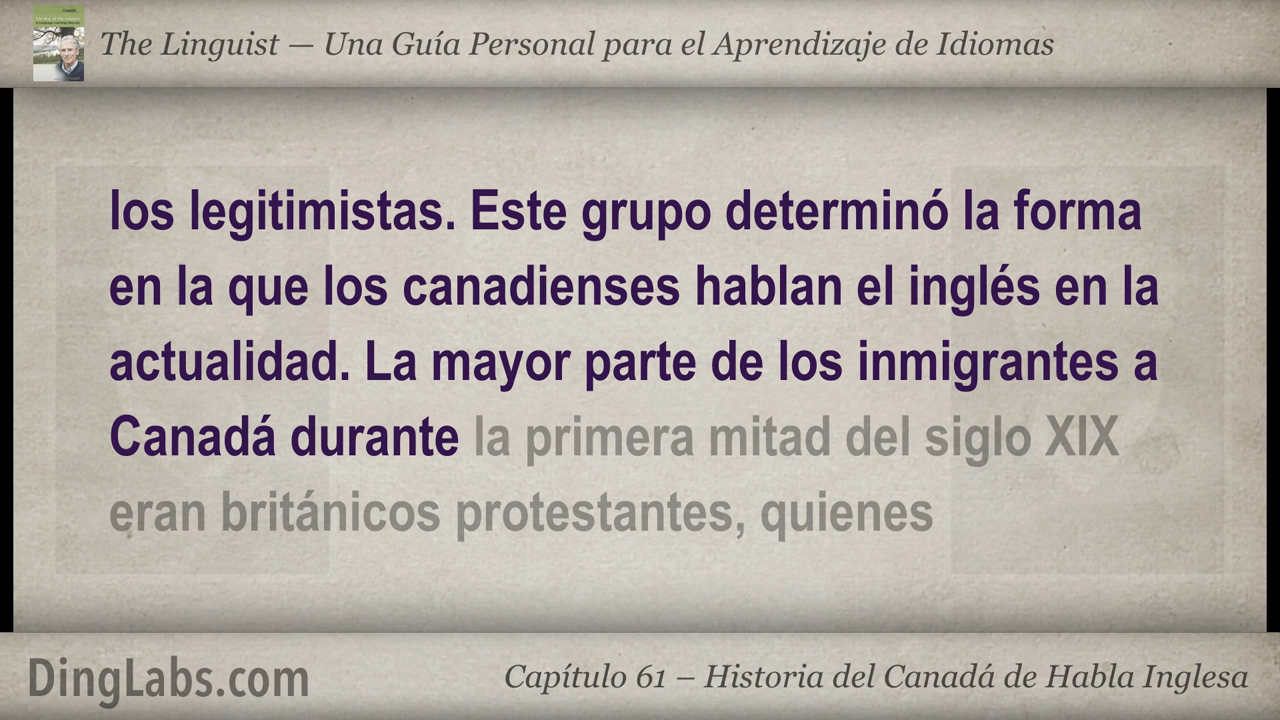 The Linguist — Una Guía Personal para el Aprendizaje de Idiomas
los legitimistas. Este grupo determinó la forma
en la que los canadienses hablan el inglés en la
actualidad. La mayor parte de los inmigrantes a
Canadá durante la primera mitad del siglo XIX
eran británicos protestantes, quienes
DingLabs.com
Capítulo 61 – Historia del Canadá de Habla Inglesa